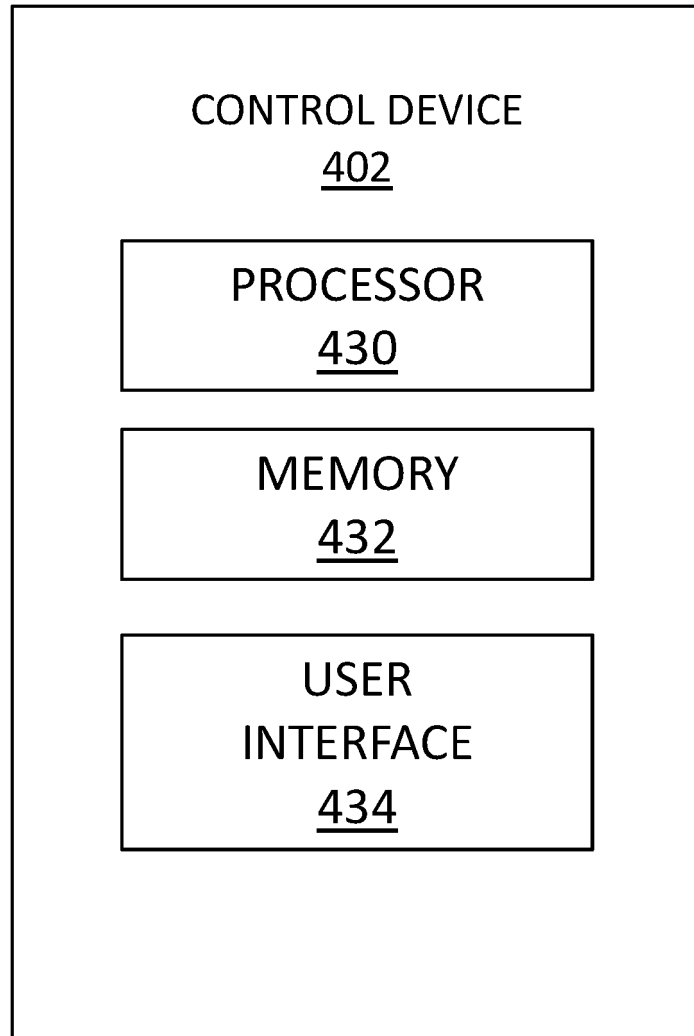 CONTROL DEVICE
402
PROCESSOR
430
MEMORY
432
USER
INTERFACE
434